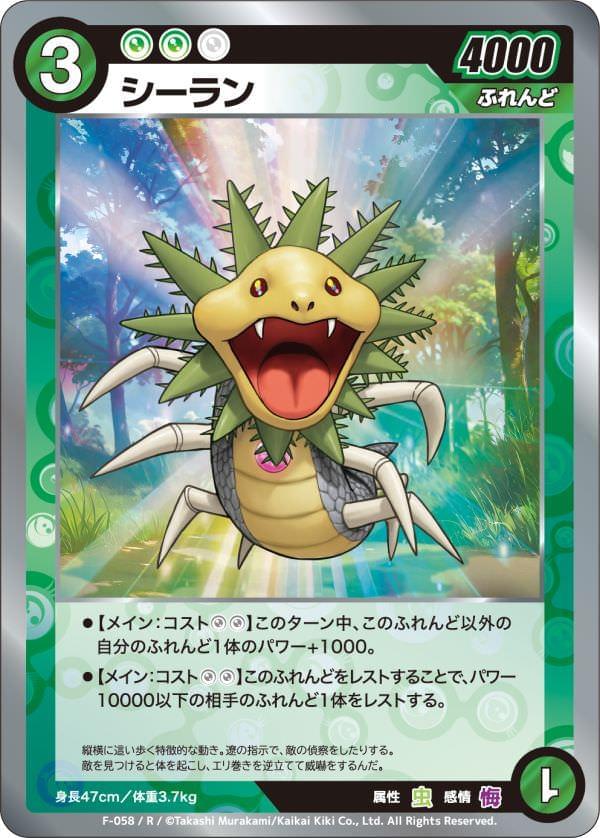 3
4000
シーラン
ふれんど
●【メイン：コスト】このターン中、このふれんど以外の
自分のふれんど1体のパワー+1000。
●【メイン：コスト】このふれんどをレストすることで、パワー
10000以下の相手のふれんど1体をレストする。
縦横に這い歩く特徴的な動き。遼の指示で、敵の偵察をしたりする。
敵を見つけると体を起こし、エリ巻きを逆立てて威嚇をするんだ。
身長47cm／体重3.7kg
属性 虫 感情 悔
F-058 / R / ©Takashi Murakami/Kaikai Kiki Co., Ltd. All Rights Reserved.